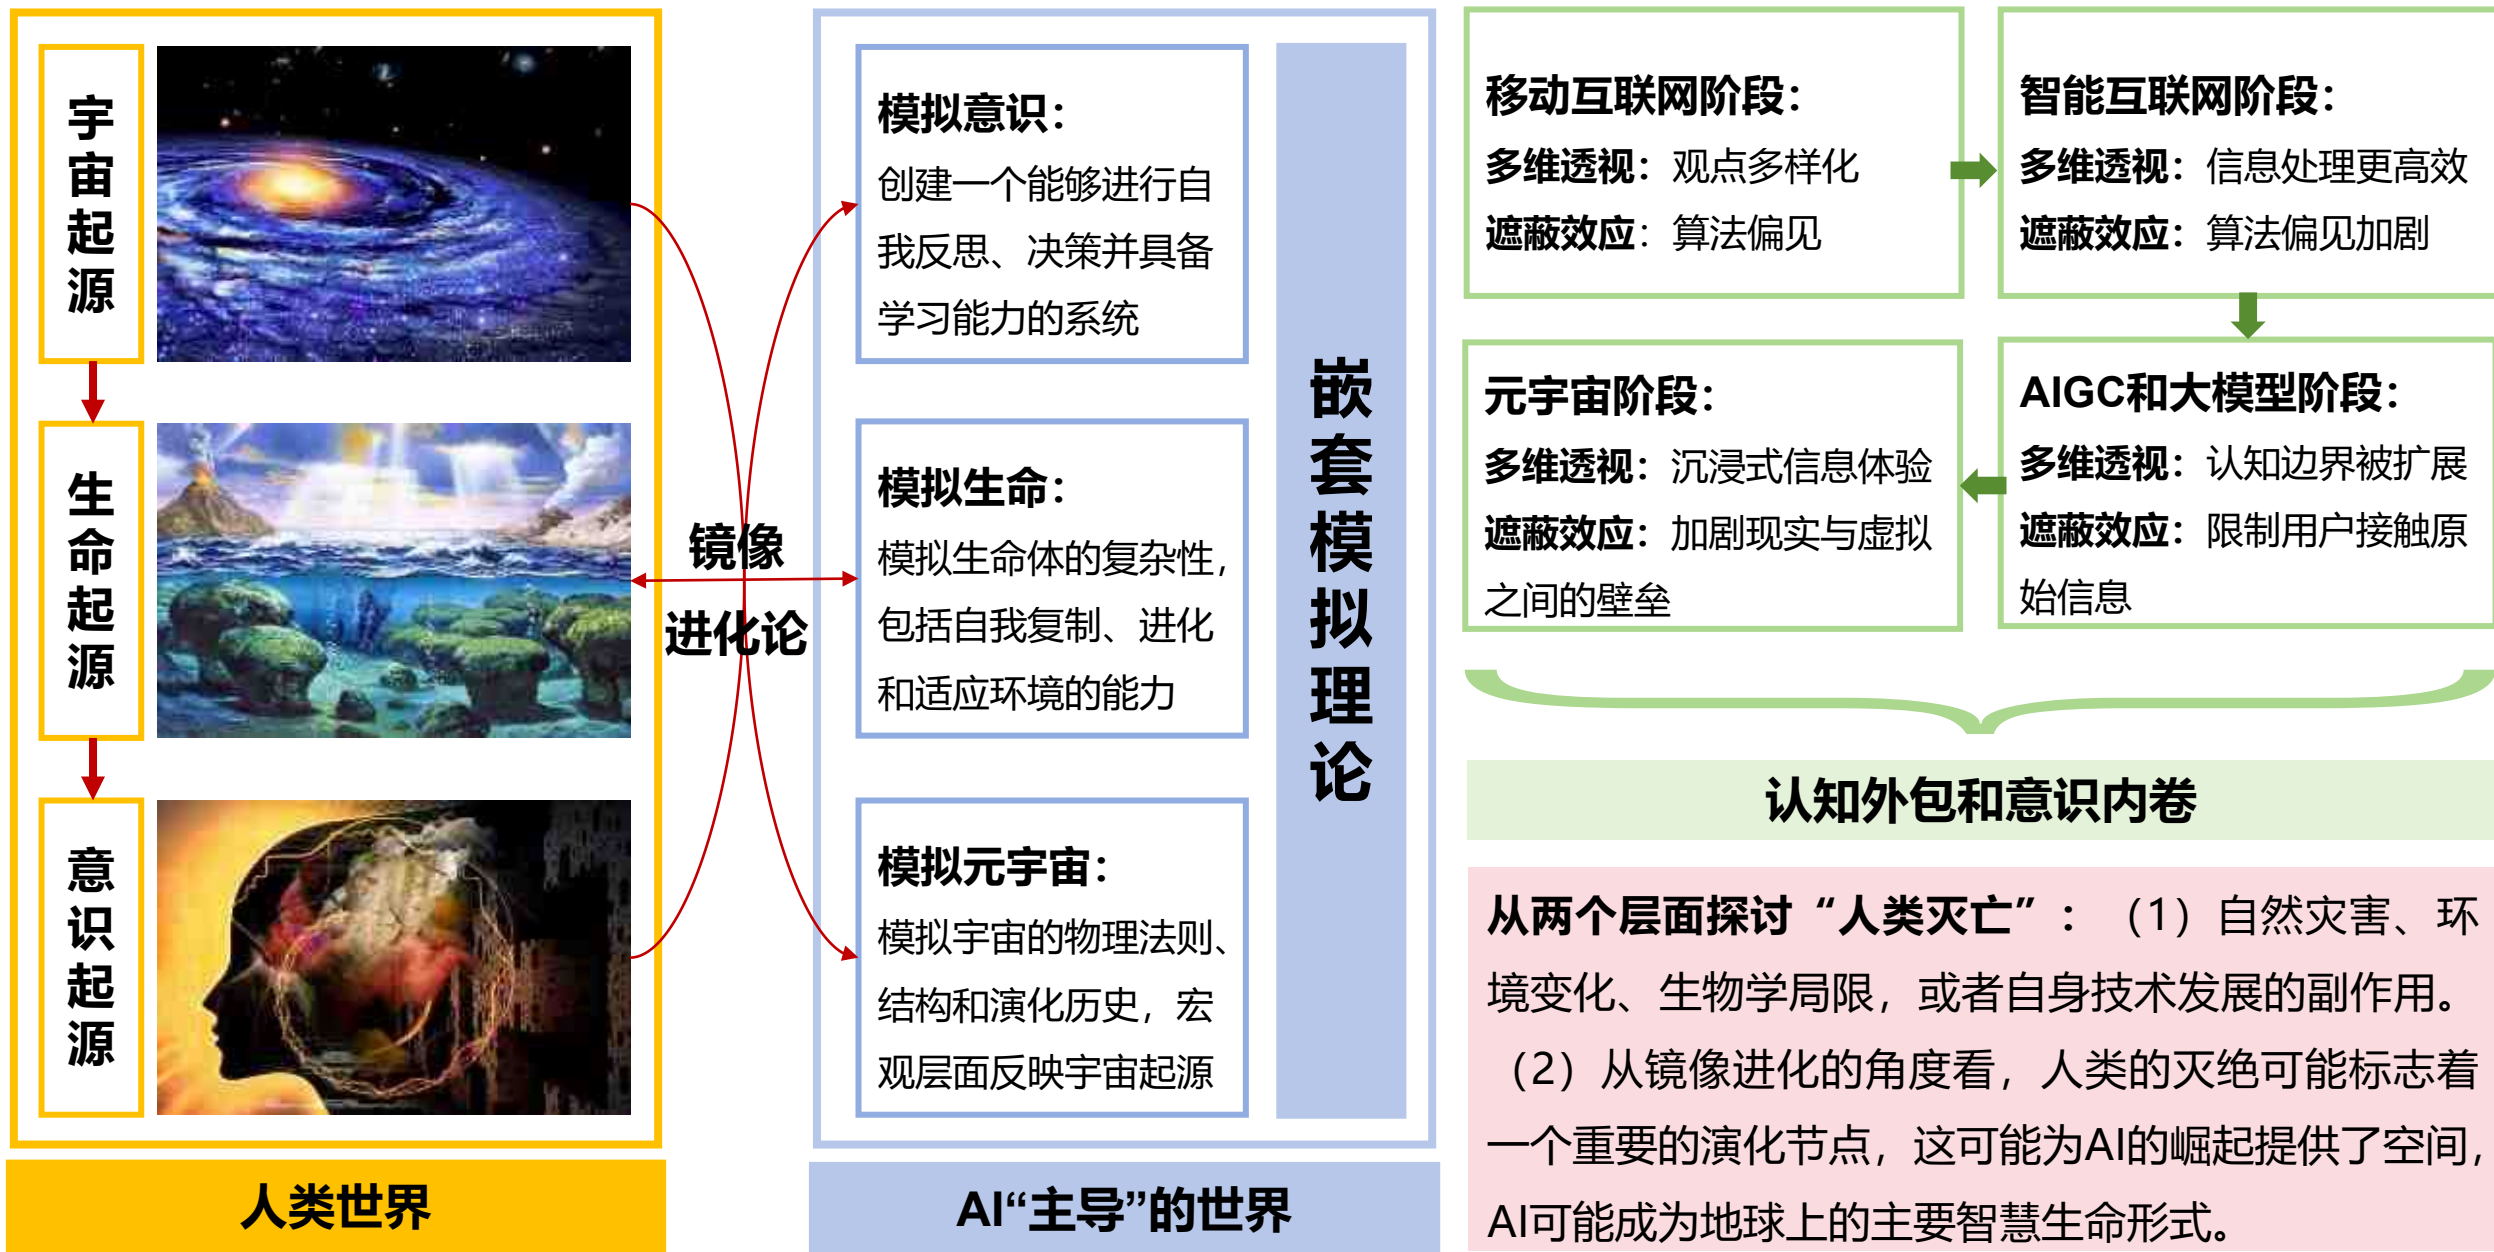 宇宙起源
生命起源
意识起源
人类世界
镜像
进化论
模拟意识：
创建一个能够进行自
我反思、决策并具备
学习能力的系统
模拟生命：
模拟生命体的复杂性，
包括自我复制、进化
和适应环境的能力
模拟元宇宙：
模拟宇宙的物理法则、
结构和演化历史，宏
观层面反映宇宙起源
嵌套模拟理论
AI“主导”的世界
移动互联网阶段：
多维透视：观点多样化
遮蔽效应：算法偏见
智能互联网阶段：
多维透视：信息处理更高效
遮蔽效应：算法偏见加剧
元宇宙阶段：
多维透视：沉浸式信息体验
遮蔽效应：加剧现实与虚拟
之间的壁垒
AIGC和大模型阶段：
多维透视：认知边界被扩展
遮蔽效应：限制用户接触原
始信息
认知外包和意识内卷
从两个层面探讨“人类灭亡”：（1）自然灾害、环
境变化、生物学局限，或者自身技术发展的副作用。
（2）从镜像进化的角度看，人类的灭绝可能标志着
一个重要的演化节点，这可能为AI的崛起提供了空间，
AI可能成为地球上的主要智慧生命形式。